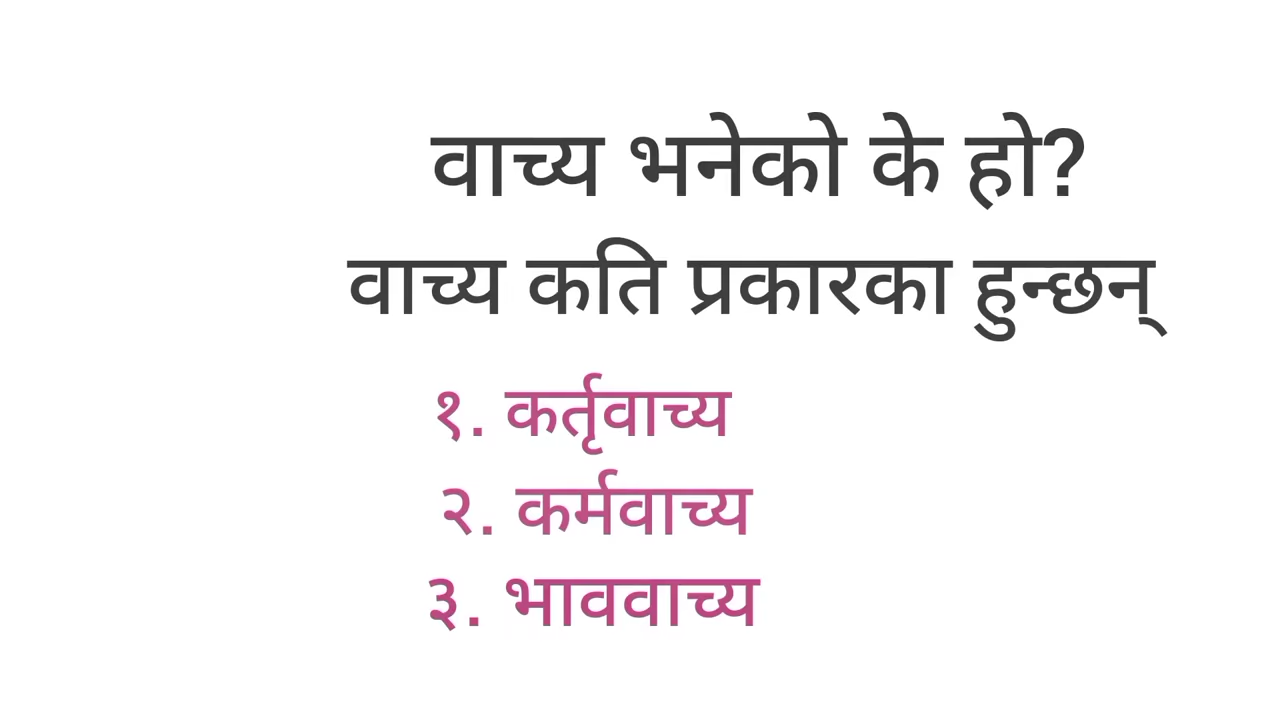 वाच्य भनेको के हो?
वाच्य कति प्रकारका हुन्छन्
१. कर्तृवाच्य
२. कर्मवाच्य
३. भाववाच्य